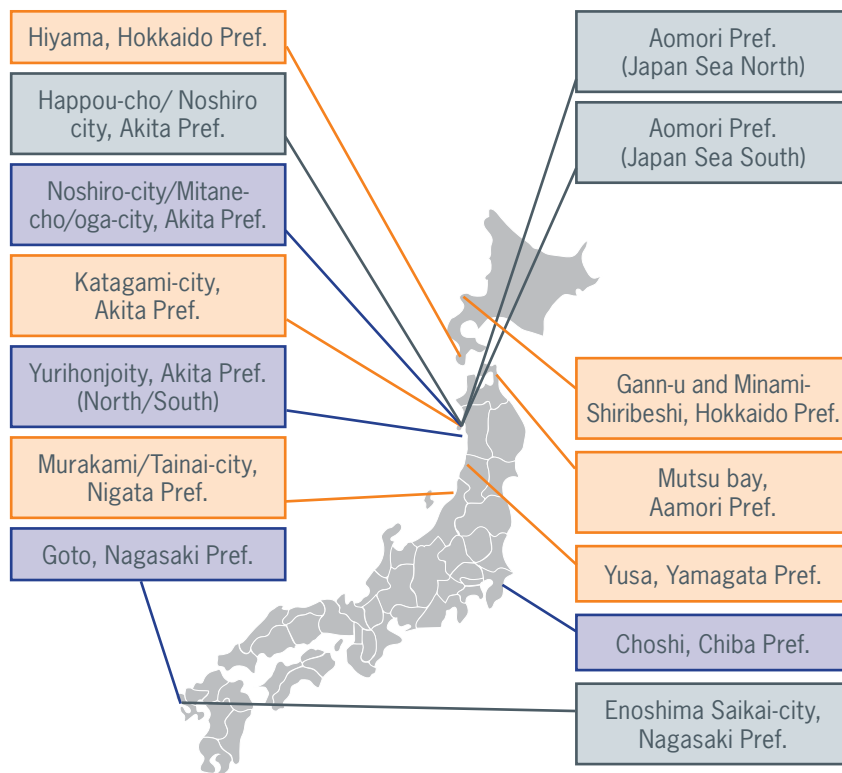 Hiyama, Hokkaido Pref.
Happou-cho/ Noshiro
city, Akita Pref.
Noshiro-city/Mitane-
cho/oga-city, Akita Pref.
Katagami-city,
Akita Pref.
Yurihonjoity, Akita Pref.
(North/South)
Murakami/Tainai-city,
Nigata Pref.
Goto, Nagasaki Pref.
Aomori Pref.
(Japan Sea North)
Aomori Pref.
(Japan Sea South)
Gann-u and Minami-
Shiribeshi, Hokkaido Pref.
Mutsu bay,
Aamori Pref.
Yusa, Yamagata Pref.
Choshi, Chiba Pref.
Enoshima Saikai-city,
Nagasaki Pref.